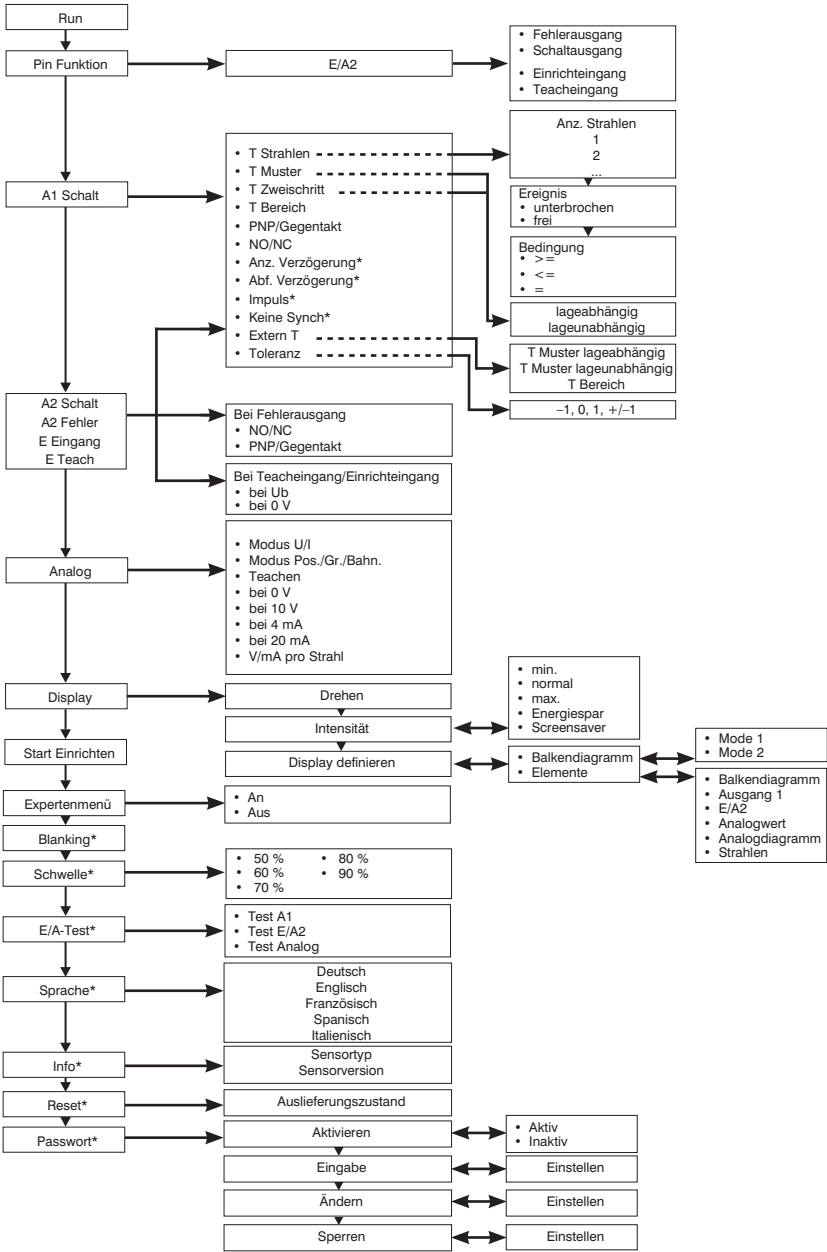 Run
Pin Funktion
E/A2
• Fehlerausgang
• Schaltausgang
• Einrichteingang
• Teacheingang
A1 Schalt
• T Strahlen
• T Muster
• T Zweischritt
• T Bereich
• PNP/Gegentakt
• NO/NC
• Anz. Verzögerung*
• Abf. Verzögerung*
• Impuls*
• Keine Synch*
• Extern T
• Toleranz
Anz. Strahlen
1
2
...
Ereignis
• unterbrochen
• frei
Bedingung
• >=
• <=
• =
lageabhängig
lageunabhängig
T Muster lageabhängig
T Muster lageunabhängig
T Bereich
–1, 0, 1, +/–1
A2 Schalt
A2 Fehler
E Eingang
E Teach
Bei Fehlerausgang
• NO/NC
• PNP/Gegentakt
Bei Teacheingang/Einrichteingang
• bei Ub
• bei 0 V
Analog
• Modus U/I
• Modus Pos./Gr./Bahn.
• Teachen
• bei 0 V
• bei 10 V
• bei 4 mA
• bei 20 mA
• V/mA pro Strahl
Display
Drehen
Intensität
• min.
• normal
• max.
• Energiespar
• Screensaver
Display definieren
• Balkendiagramm
• Elemente
• Mode 1
• Mode 2
• Balkendiagramm
• Ausgang 1
• E/A2
• Analogwert
• Analogdiagramm
• Strahlen
Start Einrichten
Expertenmenü
• An
• Aus
Blanking*
Schwelle*
• 50 % • 80 %
• 60 % • 90 %
• 70 %
E/A-Test*
• Test A1
• Test E/A2
• Test Analog
Sprache*
Deutsch
Englisch
Französisch
Spanisch
Italienisch
Info*
Sensortyp
Sensorversion
Reset*
Auslieferungszustand
Passwort*
Aktivieren
• Aktiv
• Inaktiv
Eingabe
Einstellen
Ändern
Einstellen
Sperren
Einstellen